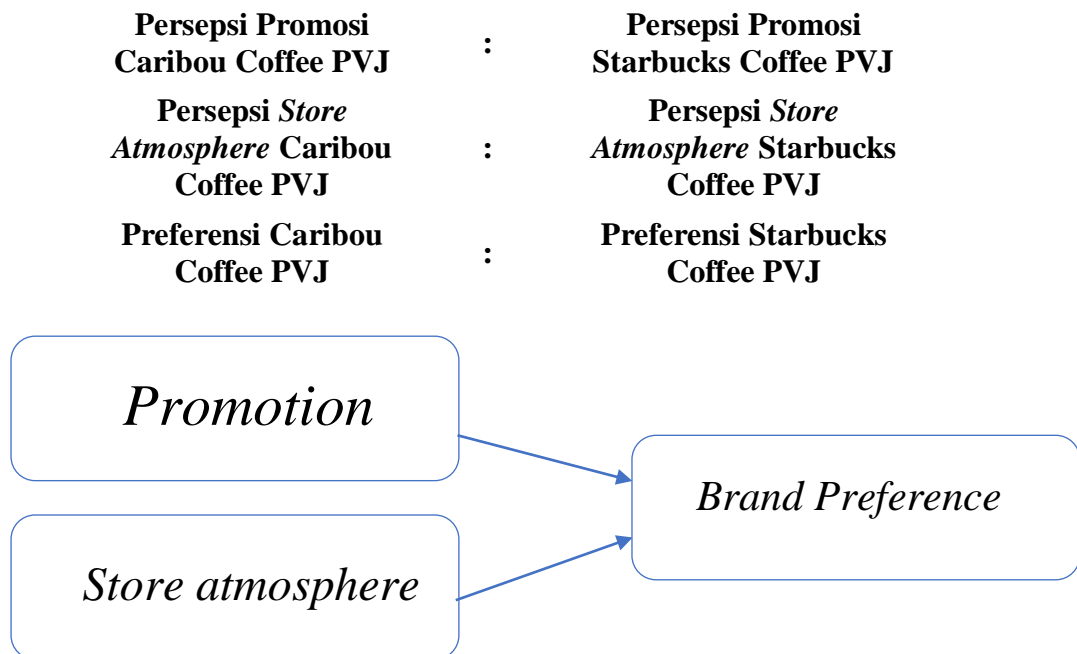 Persepsi Promosi
Caribou Coffee PVJ
:
Persepsi Promosi
Starbucks Coffee PVJ
Persepsi Store
Atmosphere Caribou
Coffee PVJ
:
Persepsi Store
Atmosphere Starbucks
Coffee PVJ
Preferensi Caribou
Coffee PVJ
:
Preferensi Starbucks
Coffee PVJ
Promotion
Brand Preference
Store atmosphere